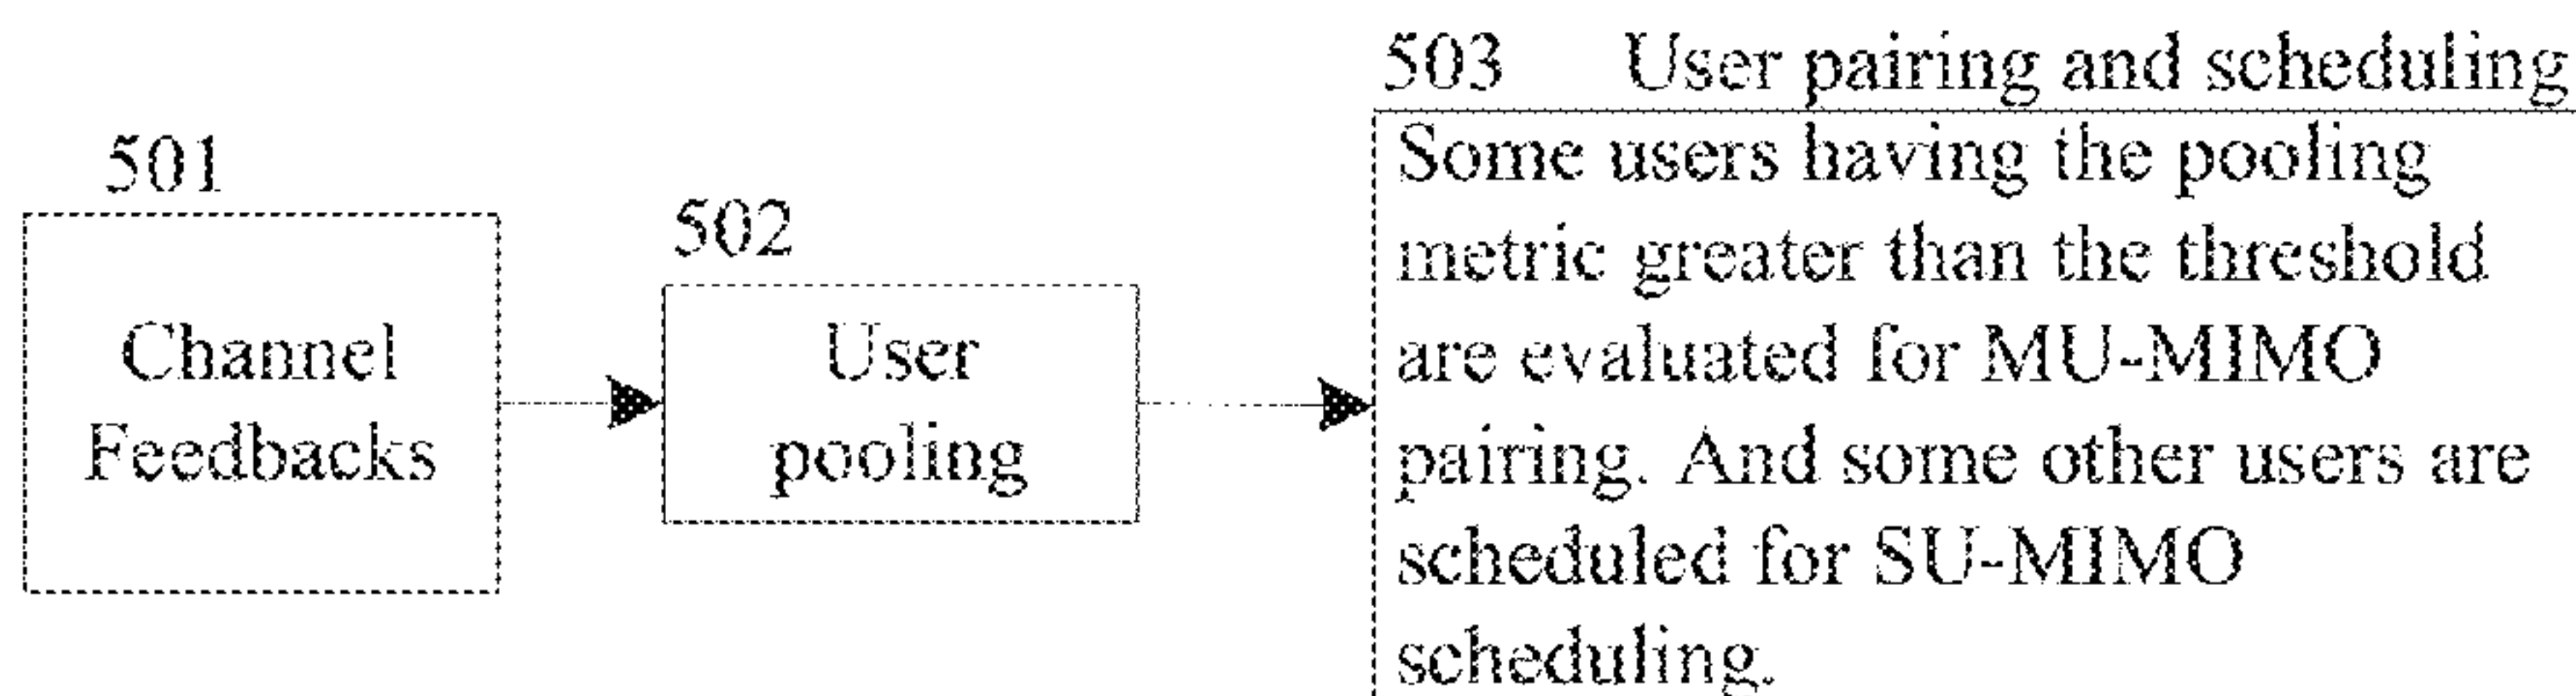 501
Channel
Feedbacks
502
User
pooling
503 User pairing and scheduling
Some users having the pooling
metric greater than the threshold
are evaluated for MU-MIMO
pairing. And some other users are
scheduled for SU-MIMO
scheduling.